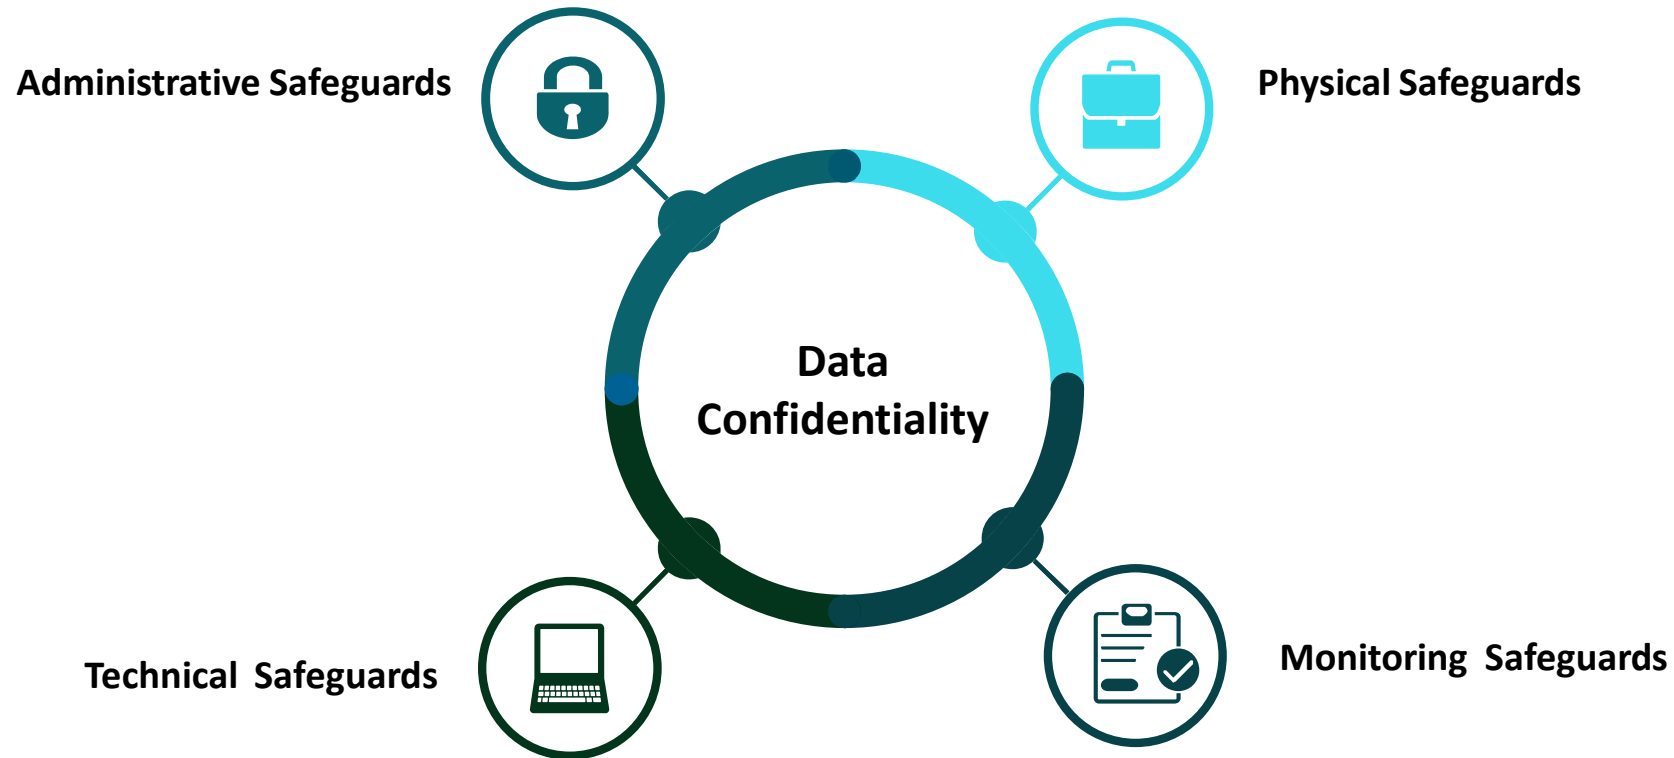 Administrative Safeguards
Physical Safeguards
Data
Confidentiality
Technical  Safeguards
Monitoring  Safeguards